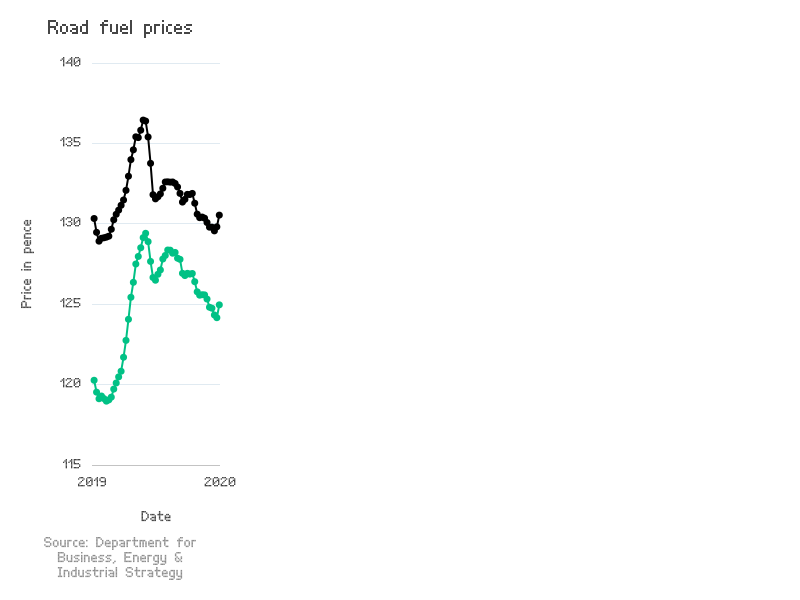 Road fuel prices
140
135
130
125
120
115
Price in pence
2019
2020
Date
Source: Department for
Business, Energy &
Industrial Strategy